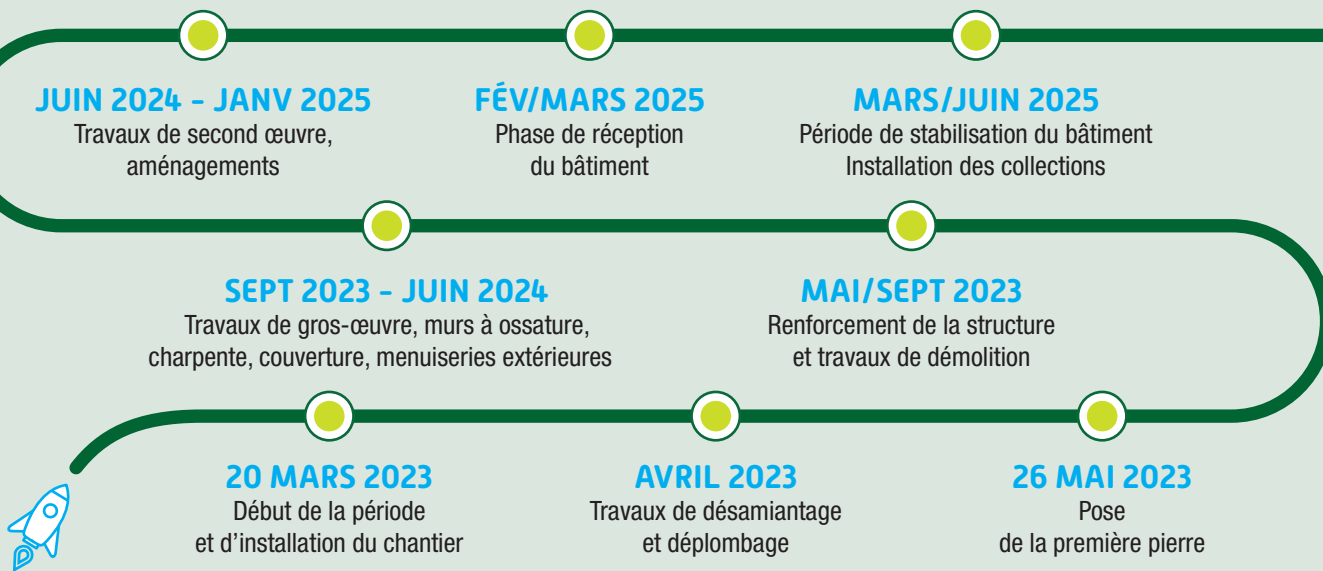 JUIN 2024 - JANV 2025
Travaux de second œuvre,
aménagements
FÉV/MARS 2025
Phase de réception
du bâtiment
MARS/JUIN 2025
Période de stabilisation du bâtiment
Installation des collections
SEPT 2023 - JUIN 2024
Travaux de gros-œuvre, murs à ossature,
charpente, couverture, menuiseries extérieures
MAI/SEPT 2023
Renforcement de la structure
et travaux de démolition
20 MARS 2023
Début de la période
et d'installation du chantier
AVRIL 2023
Travaux de désamiantage
et déplombage
26 MAI 2023
Pose
de la première pierre